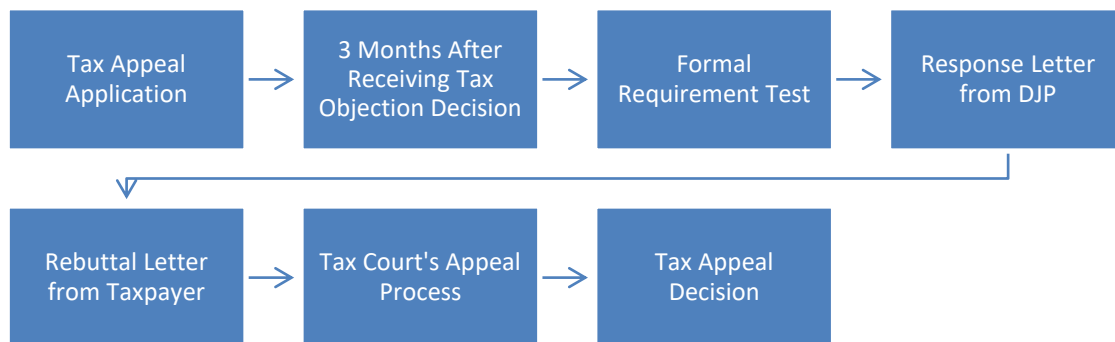 Tax Appeal
Application
3 Months After
Receiving Tax
Objection Decision
Formal
Requirement Test
Response Letter
from DJP
Rebuttal Letter
from Taxpayer
Tax Court's Appeal
Process
Tax Appeal
Decision